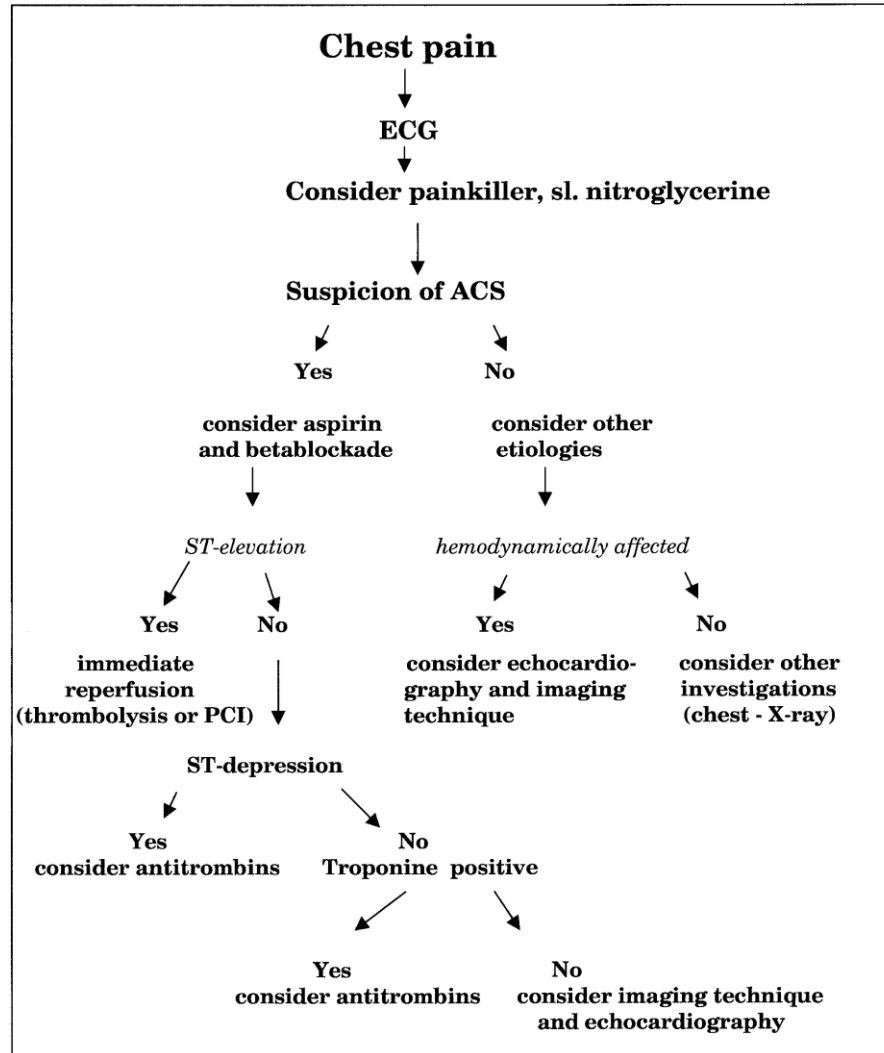 Chest pain
ECG
Consider painkiller, sl. nitroglycerine
Suspicion of ACS
Yes
No
consider aspirin
and betablockade
consider other
etiologies
ST-elevation
hemodynamically affected
Yes
No
immediate
reperfusion
(thrombolysis or PCI)
Yes
consider echocardio-
graphy and imaging
technique
No
consider other
investigations
(chest - X-ray)
ST-depression
Yes
consider antitrombins
No
Troponine positive
Yes
consider antitrombins
No
consider imaging technique
and echocardiography